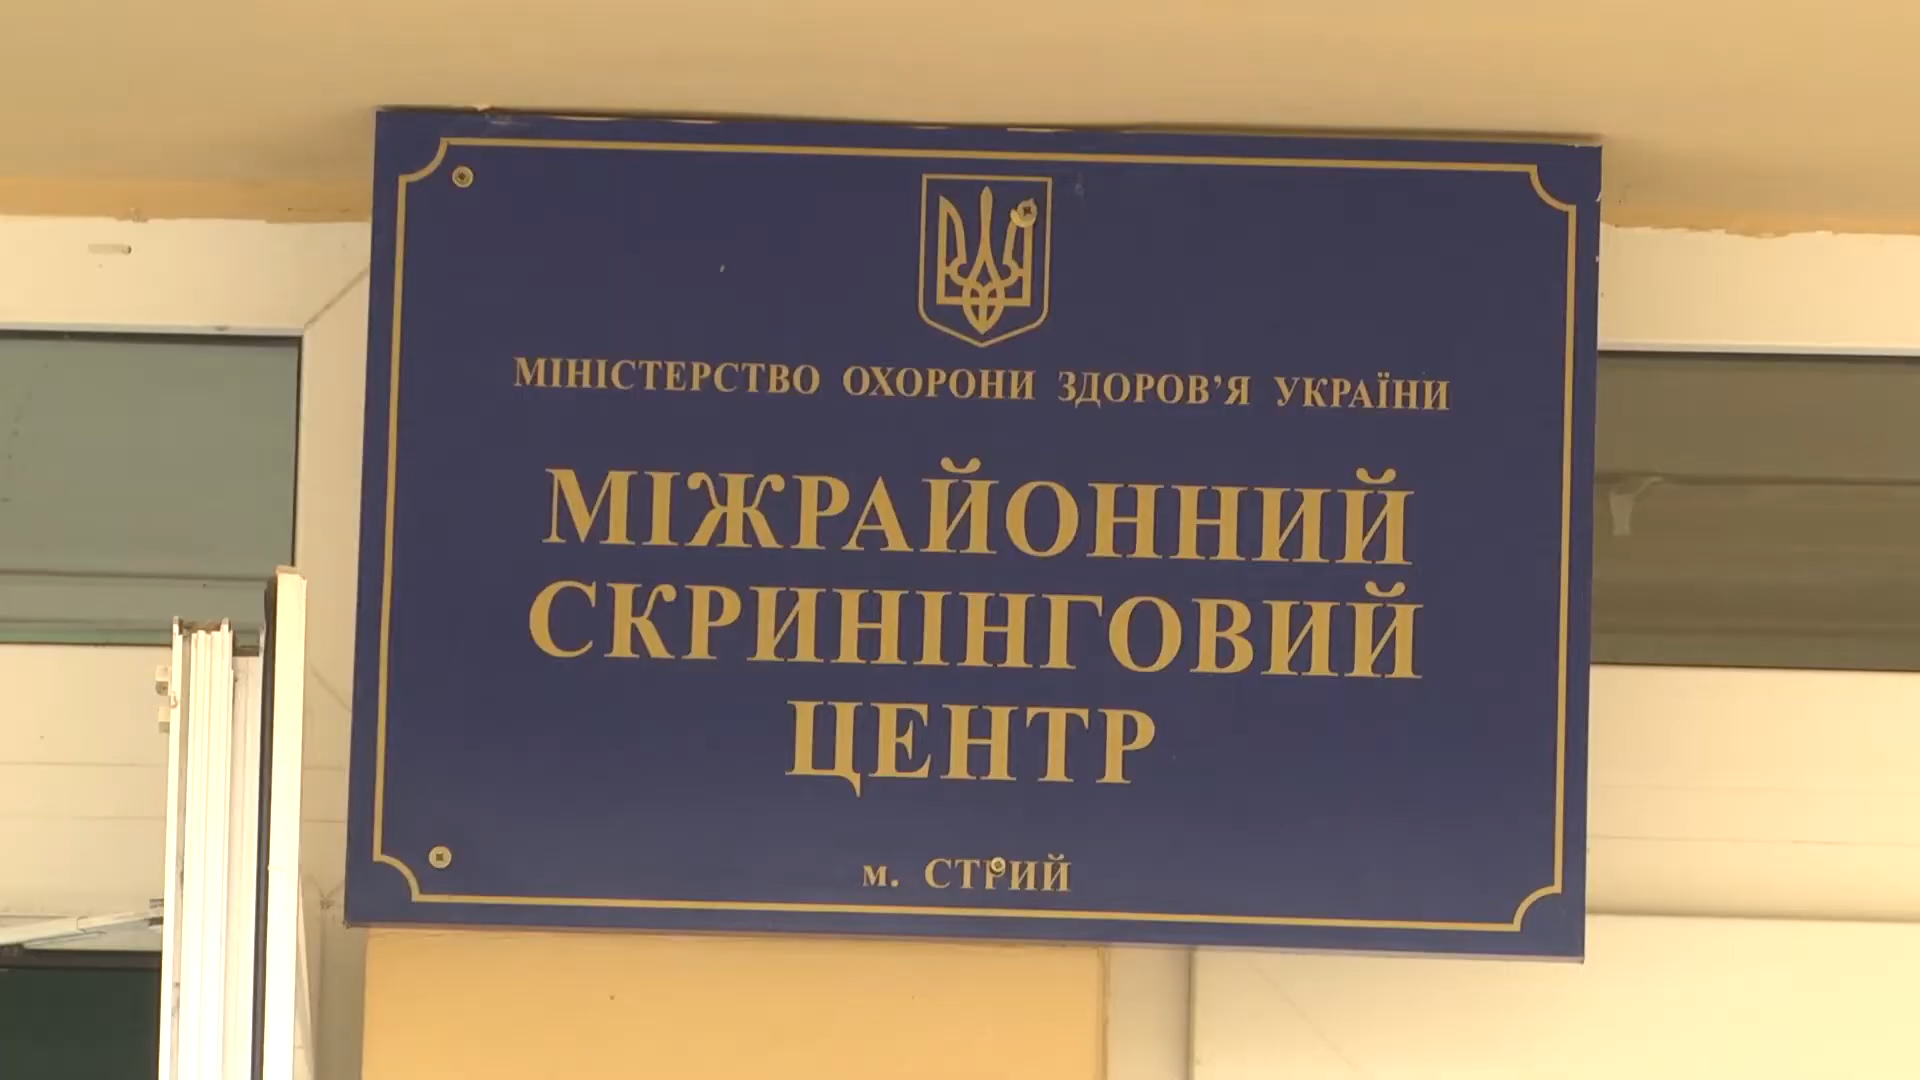 МІНІСТЕРСТВО ОХОРОНИ ЗДОРОВ’Я УКРАЇНИ
МІЖРАЙОННИЙ
СКРИНІНГОВИЙ
ЦЕНТР
м. СТРИЙ